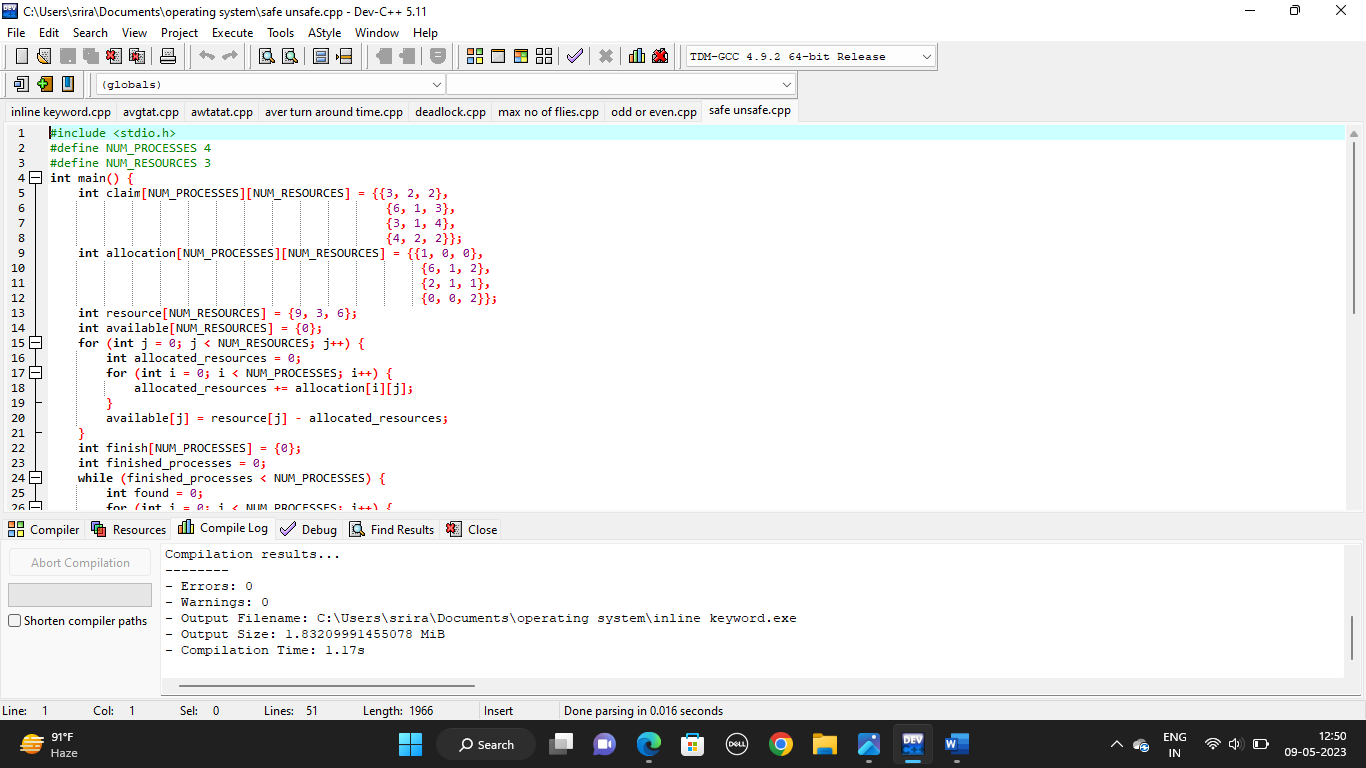 C:\Users\srira\Documents\operating system\safe unsafe.cpp - Dev-C++ 5.11
File Edit Search View Project Execute Tools AStyle Window Help
TDM-GCC 4.9.2 64-bit Release
(globals)
inline keyword.cpp avgtat.cpp awtatat.cpp aver turn around time.cpp deadlock.cpp max no of flies.cpp odd or even.cpp safe unsafe.cpp
1 #include <stdio.h>
2 #define NUM_PROCESSES 4
3 #define NUM_RESOURCES 3
4 int main() {
5 int claim[NUM_PROCESSES][NUM_RESOURCES] = {{3, 2, 2},
6 {6, 1, 3},
7 {3, 1, 4},
8 {4, 2, 2}};
9 int allocation[NUM_PROCESSES][NUM_RESOURCES] = {{1, 0, 0},
10 {6, 1, 2},
11 {2, 1, 1},
12 {0, 0, 2}};
13 int resource[NUM_RESOURCES] = {9, 3, 6};
14 int available[NUM_RESOURCES] = {0};
15 for (int j = 0; j < NUM_RESOURCES; j++) {
16 int allocated_resources = 0;
17 for (int i = 0; i < NUM_PROCESSES; i++) {
18 allocated_resources += allocation[i][j];
19 }
20 available[j] = resource[j] - allocated_resources;
21 }
22 int finish[NUM_PROCESSES] = {0};
23 int finished_processes = 0;
24 while (finished_processes < NUM_PROCESSES) {
25 int found = 0;
26 for (int i = 0; i < NUM_PROCESSES; i++) {
Compiler Resources Compile Log Debug Find Results Close
Abort Compilation
Shorten compiler paths
Compilation results...
--------
- Errors: 0
- Warnings: 0
- Output Filename: C:\Users\srira\Documents\operating system\inline keyword.exe
- Output Size: 1.83209991455078 MiB
- Compilation Time: 1.17s
Line: 1 Col: 1 Sel: 0 Lines: 51 Length: 1966 Insert Done parsing in 0.016 seconds
91°F
Haze
Search
DELL
DEV
ENG
IN
12:50
09-05-2023